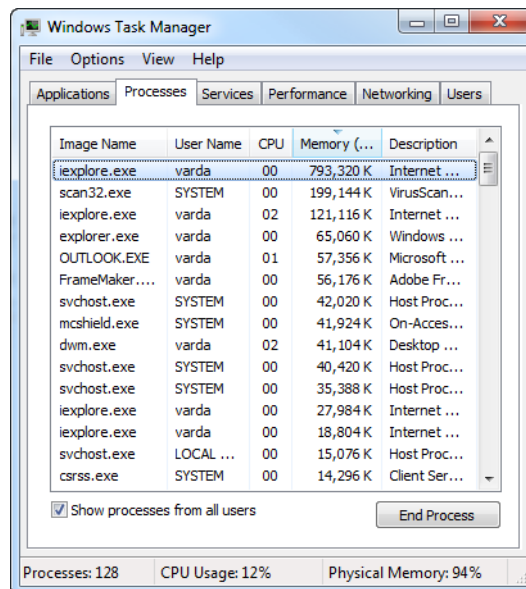 Windows Task Manager
File Options View Help
Applications Processes Services Performance Networking Users
Image Name User Name CPU Memory (... Description
iexplore.exe varda 00 793,320 K Internet ...
scan32.exe SYSTEM 00 199,144 K VirusScan...
iexplore.exe varda 02 121,116 K Internet ...
explorer.exe varda 00 65,060 K Windows ...
OUTLOOK.EXE varda 01 57,356 K Microsoft ...
FrameMaker.... varda 00 56,176 K Adobe Fr...
svchost.exe SYSTEM 00 42,020 K Host Proc...
mcshield.exe SYSTEM 00 41,924 K On-Acces...
dwm.exe varda 02 41,104 K Desktop ...
svchost.exe SYSTEM 00 40,420 K Host Proc...
svchost.exe SYSTEM 00 35,388 K Host Proc...
iexplore.exe varda 00 27,984 K Internet ...
iexplore.exe varda 00 18,804 K Internet ...
svchost.exe LOCAL ... 00 15,076 K Host Proc...
csrss.exe SYSTEM 00 14,296 K Client Ser...
Show processes from all users
End Process
Processes: 128 CPU Usage: 12% Physical Memory: 94%